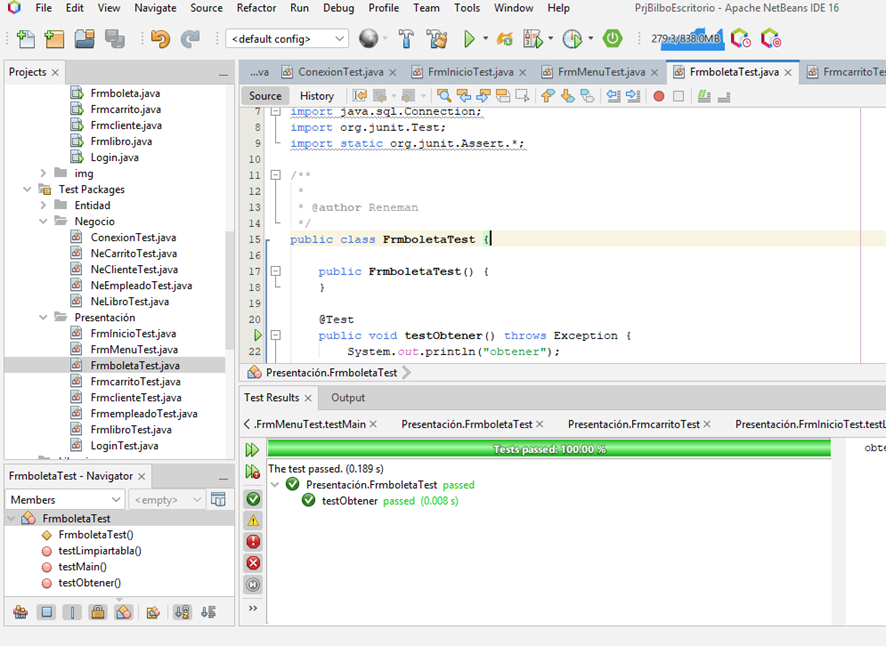 File Edit View Navigate Source Refactor Run Debug Profile Team Tools Window Help PrjBilboEscritorio - Apache NetBeans IDE 16
<default config> 279.3/838.0MB
Projects
Frmboleta.java
Frmcarrito.java
Frmcliente.java
Frmlibro.java
Login.java
img
Test Packages
Entidad
Negocio
ConexionTest.java
NeCarritoTest.java
NeClienteTest.java
NeEmpleadoTest.java
NeLibroTest.java
Presentación
FrmInicioTest.java
FrmMenuTest.java
FrmboletaTest.java
FrmcarritoTest.java
FrmclienteTest.java
FrmempleadoTest.java
FrmlibroTest.java
LoginTest.java
FrmboletaTest - Navigator
Members <empty>
FrmboletaTest
FrmboletaTest()
testLimpiartabla()
testMain()
testObtener()
...va ConexionTest.java FrmInicioTest.java FrmMenuTest.java FrmboletaTest.java FrmcarritoTes
Source History
7 import java.sql.Connection;
8 import org.junit.Test;
9 import static org.junit.Assert.*;
10
11 /**
12 *
13 * @author Reneman
14 */
15 public class FrmboletaTest {
16
17 public FrmboletaTest() {
18 }
19
20 @Test
public void testObtener() throws Exception {
22 System.out.println("obtener");
Presentación.FrmboletaTest
Test Results Output
.FrmMenuTest.testMain Presentación.FrmboletaTest Presentación.FrmcarritoTest Presentación.FrmInicioTest.testL
Tests passed: 100.00 %
The test passed. (0.189 s)
Presentación.FrmboletaTest passed
testObtener passed (0.008 s)
obte